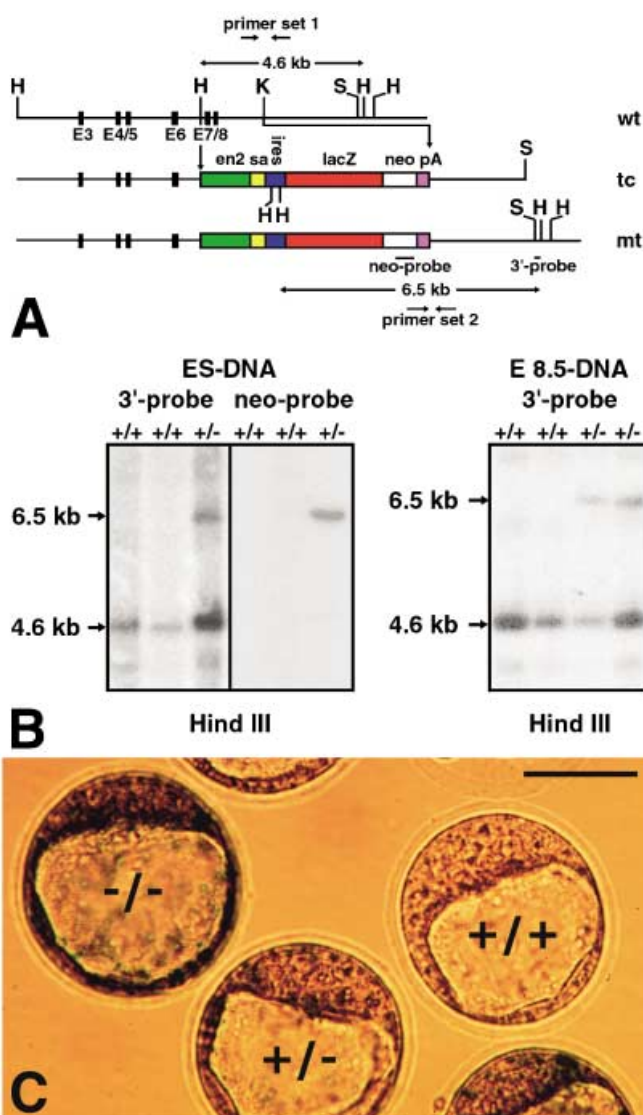 primer set 1
4.6 kb
H H K S H H
wt
E3 E4/5 E6 E7/8
S
en2 sa ires lacZ neo pA
tc
H H
S H H
mt
neo-probe 3'-probe
6.5 kb
primer set 2
A
ES-DNA E 8.5-DNA
3'-probe neo-probe 3'-probe
+/+ +/+ +/- +/+ +/+ +/- +/+ +/+ +/- +/-
6.5 kb 6.5 kb
4.6 kb 4.6 kb
Hind III Hind III
B
-/-
+/+
+/-
C